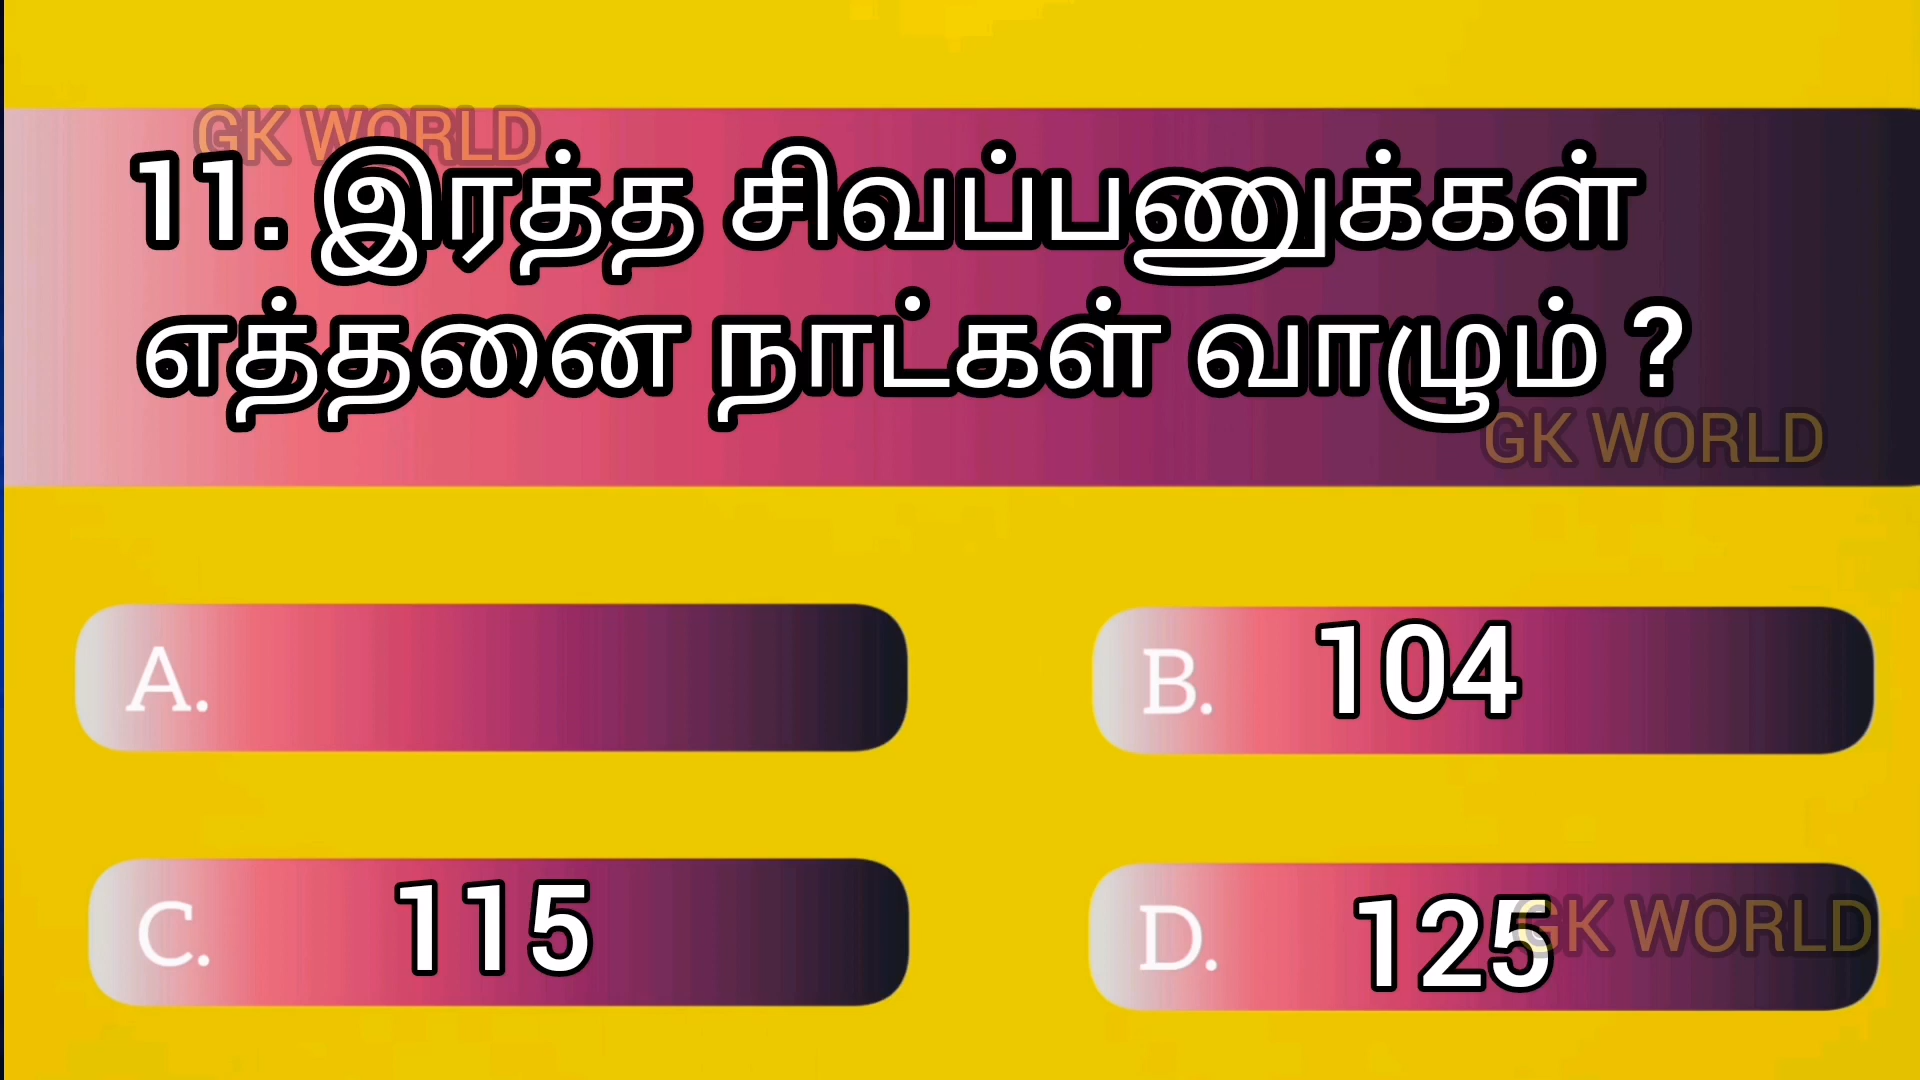 GK WORLD
11. இரத்த சிவப்பணுக்கள்
எத்தனை நாட்கள் வாழும் ?
GK WORLD
A.
B. 104
C. 115
D. 125
GK WORLD